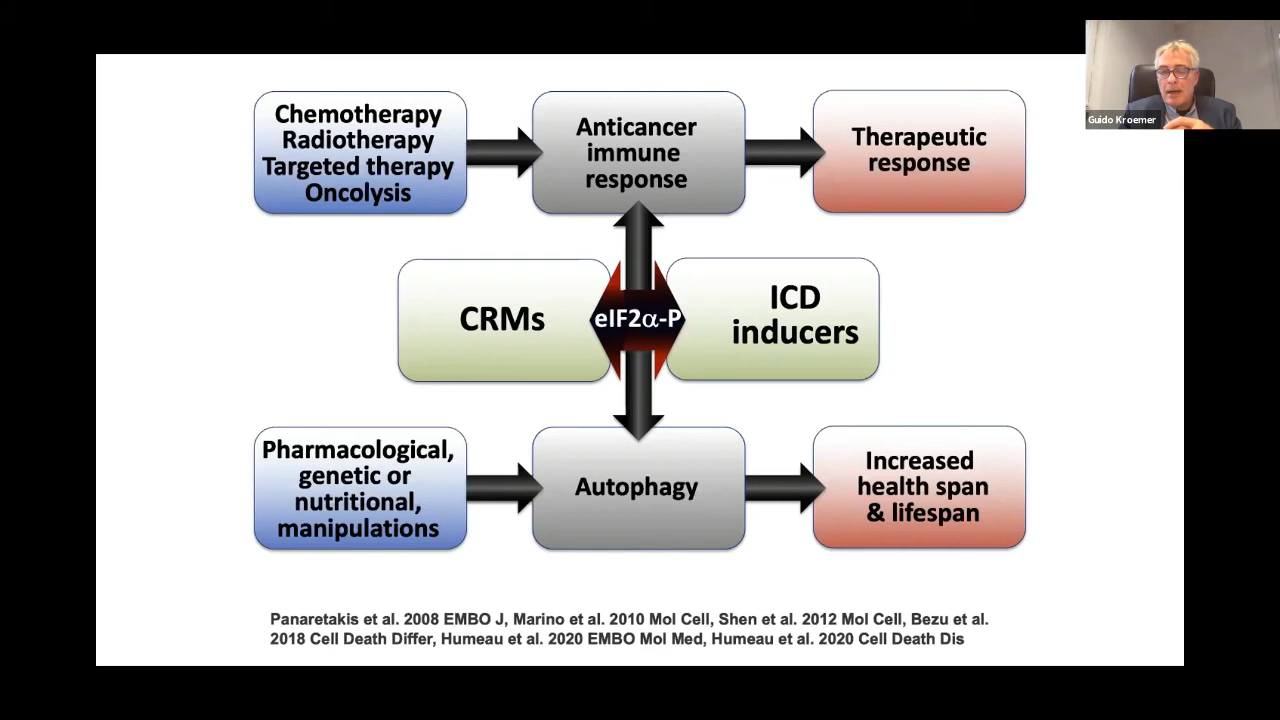 Guido Kroemer
Chemotherapy
Radiotherapy
Targeted therapy
Oncolysis
Anticancer
immune
response
Therapeutic
response
CRMs
eIF2α-P
ICD
inducers
Pharmacological,
genetic or
nutritional,
manipulations
Autophagy
Increased
health span
& lifespan
Panaretakis et al. 2008 EMBO J, Marino et al. 2010 Mol Cell, Shen et al. 2012 Mol Cell, Bezu et al.
2018 Cell Death Differ, Humeau et al. 2020 EMBO Mol Med, Humeau et al. 2020 Cell Death Dis